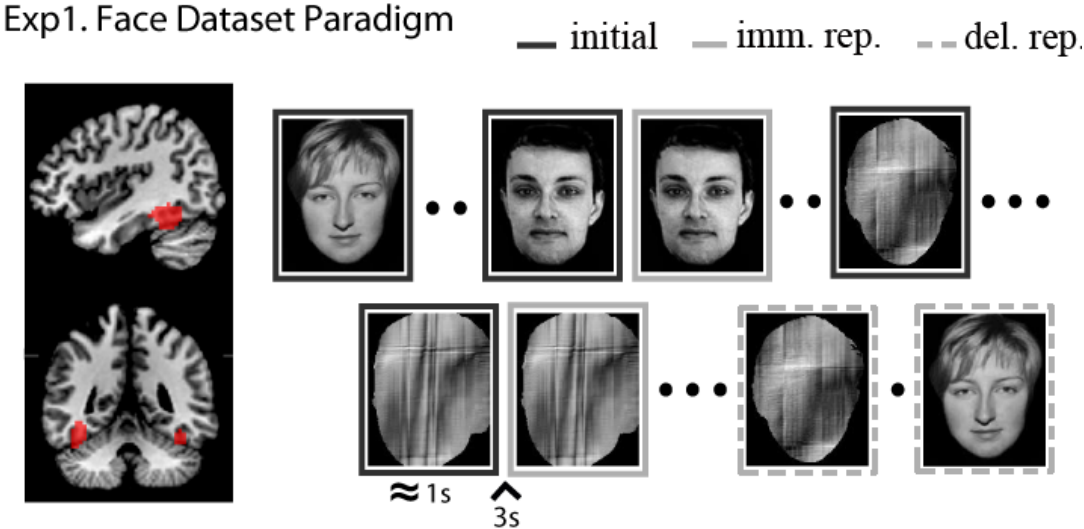 Exp1. Face Dataset Paradigm
initial imm. rep. del. rep.
≈ 1s
3s